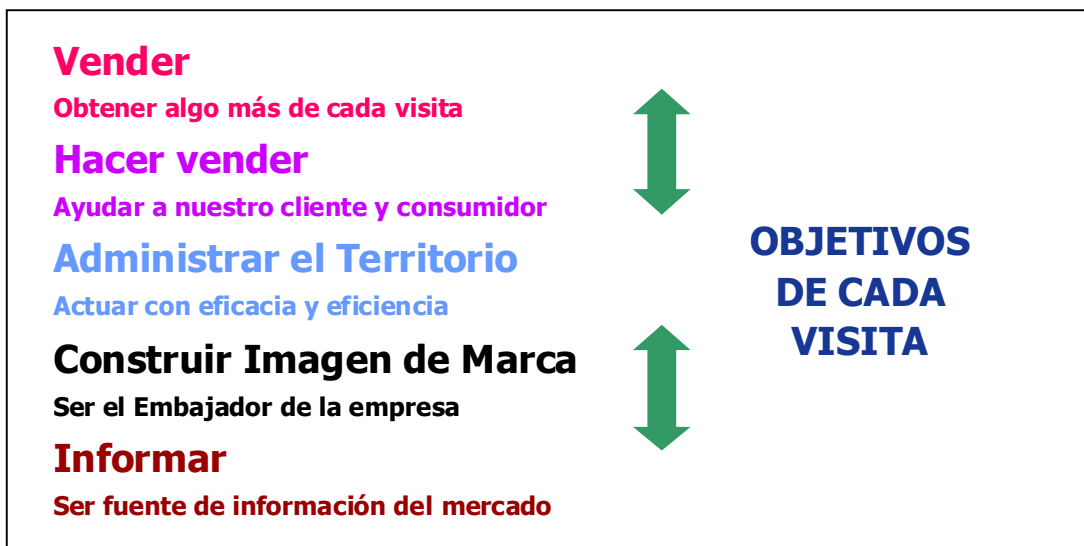 Vender
Obtener algo más de cada visita
Hacer vender
Ayudar a nuestro cliente y consumidor
Administrar el Territorio
Actuar con eficacia y eficiencia
Construir Imagen de Marca
Ser el Embajador de la empresa
Informar
Ser fuente de información del mercado
OBJETIVOS
DE CADA
VISITA